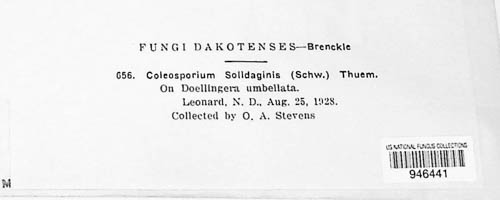 FUNGI DAKOTENSES—Brenckle
656. Coleosporium Solidaginis (Schw.) Thuem.
On Doellingera umbellata.
Leonard, N. D., Aug. 25, 1928.
Collected by O. A. Stevens
US NATIONAL FUNGUS COLLECTIONS
946441
M